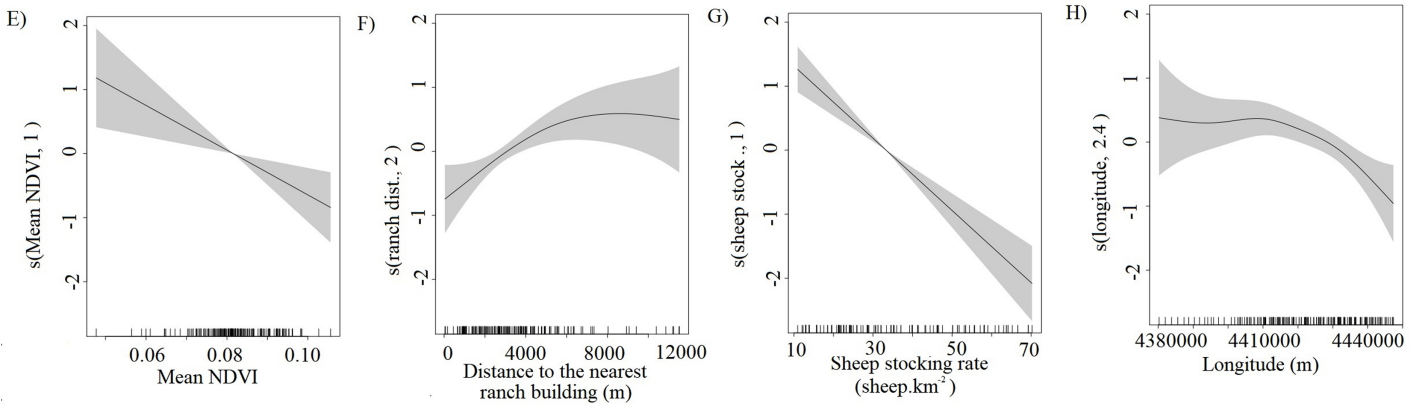 E)
2
1
0
-1
-2
s(Mean NDVI, 1 )
0.06 0.08 0.10
Mean NDVI
F)
2
1
0
-1
-2
s(ranch dist., 2 )
0 4000 8000 12000
Distance to the nearest
ranch building (m)
G)
2
1
0
-1
-2
s(sheep stock ., 1 )
10 30 50 70
Sheep stocking rate
(sheep.km-2 )
H)
2
1
0
-1
-2
s(longitude, 2.4 )
4380000 4410000 4440000
Longitude (m)